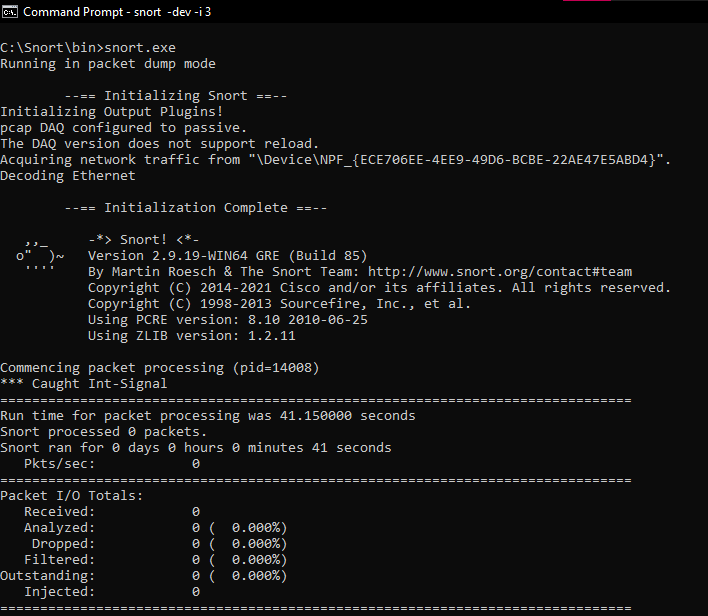 Command Prompt - snort  -dev -i 3
C:\Snort\bin>snort.exe
Running in packet dump mode
        --== Initializing Snort ==--
Initializing Output Plugins!
pcap DAQ configured to passive.
The DAQ version does not support reload.
Acquiring network traffic from "\Device\NPF_{ECE706EE-4EE9-49D6-BCBE-22AE47E5ABD4}".
Decoding Ethernet
        --== Initialization Complete ==--
   ,,_     -*> Snort! <*-
  o"  )~   Version 2.9.19-WIN64 GRE (Build 85)
   ''''    By Martin Roesch & The Snort Team: http://www.snort.org/contact#team
           Copyright (C) 2014-2021 Cisco and/or its affiliates. All rights reserved.
           Copyright (C) 1998-2013 Sourcefire, Inc., et al.
           Using PCRE version: 8.10 2010-06-25
           Using ZLIB version: 1.2.11
Commencing packet processing (pid=14008)
*** Caught Int-Signal
===============================================================================
Run time for packet processing was 41.150000 seconds
Snort processed 0 packets.
Snort ran for 0 days 0 hours 0 minutes 41 seconds
   Pkts/sec:            0
===============================================================================
Packet I/O Totals:
   Received:            0
   Analyzed:            0 (  0.000%)
    Dropped:            0 (  0.000%)
   Filtered:            0 (  0.000%)
Outstanding:            0 (  0.000%)
   Injected:            0
===============================================================================